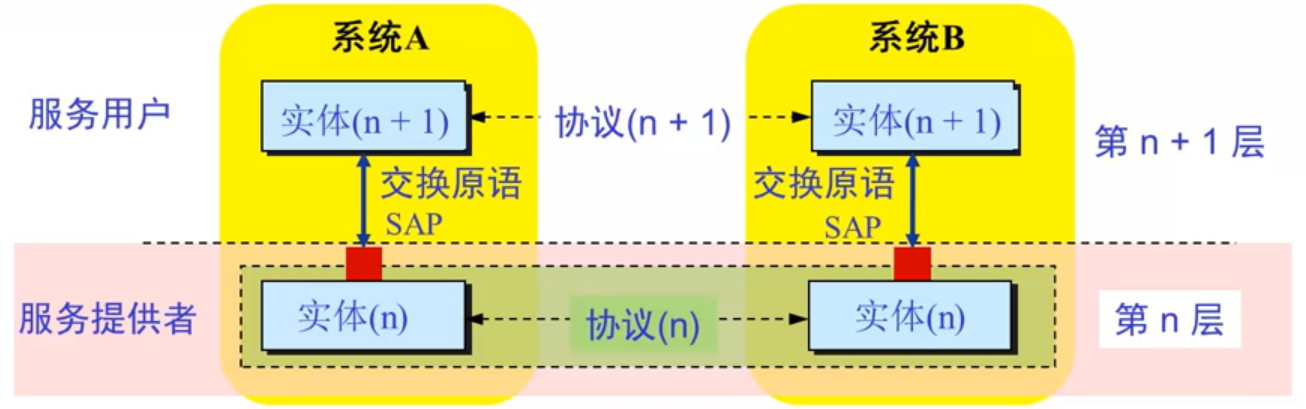 系统A
系统B
服务用户
实体(n + 1)
协议(n + 1)
实体(n + 1)
第 n + 1 层
交换原语
SAP
交换原语
SAP
服务提供者
实体(n)
协议(n)
实体(n)
第 n 层